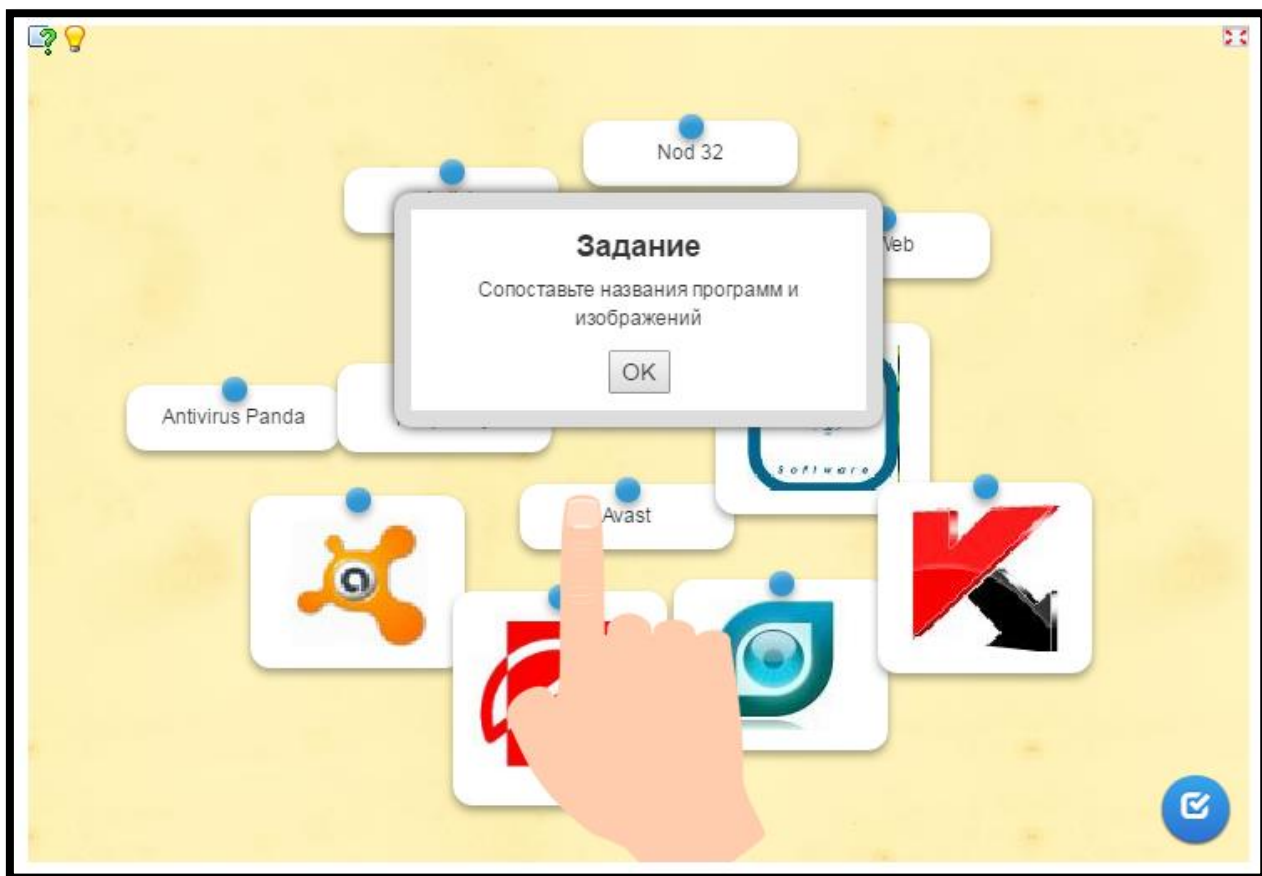 Nod 32
Web
Задание
Сопоставьте названия программ и
изображений
OK
Antivirus Panda
Software
Avast
a